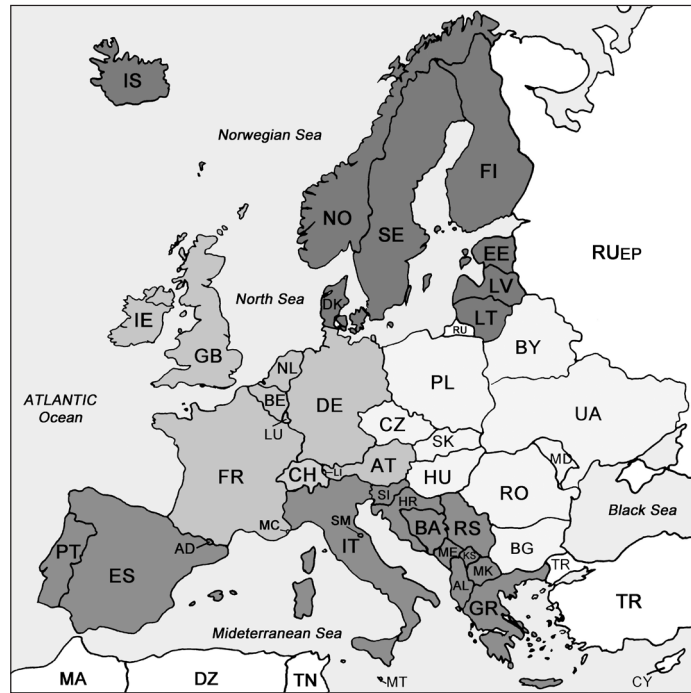 IS
Norwegian Sea
FI
NO
SE
RUEP
EE
North Sea
DK
LV
IE
LT
RU
GB
BY
NL
PL
ATLANTIC
Ocean
BE
DE
UA
LU
CZ
SK
MD
FR
CH
LI
AT
HU
RO
SI
HR
Black Sea
MC
SM
BA
RS
PT
AD
IT
ME
KS
BG
TR
ES
MK
AL
TR
GR
Mideterranean Sea
MA
DZ
TN
MT
CY